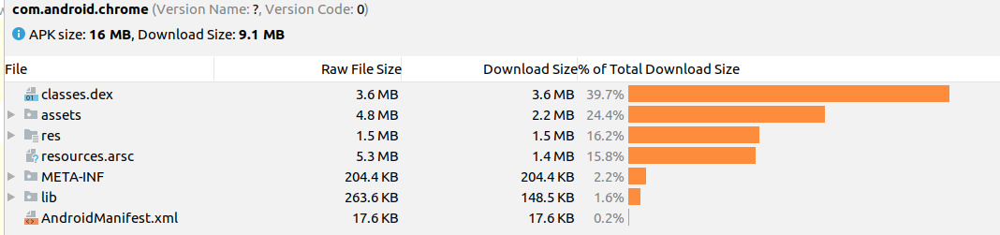 com.android.chrome (Version Name: ?, Version Code: 0)
APK size: 16 MB, Download Size: 9.1 MB
File Raw File Size Download Size % of Total Download Size
classes.dex 3.6 MB 3.6 MB 39.7%
assets 4.8 MB 2.2 MB 24.4%
res 1.5 MB 1.5 MB 16.2%
resources.arsc 5.3 MB 1.4 MB 15.8%
META-INF 204.4 KB 204.4 KB 2.2%
lib 263.6 KB 148.5 KB 1.6%
AndroidManifest.xml 17.6 KB 17.6 KB 0.2%